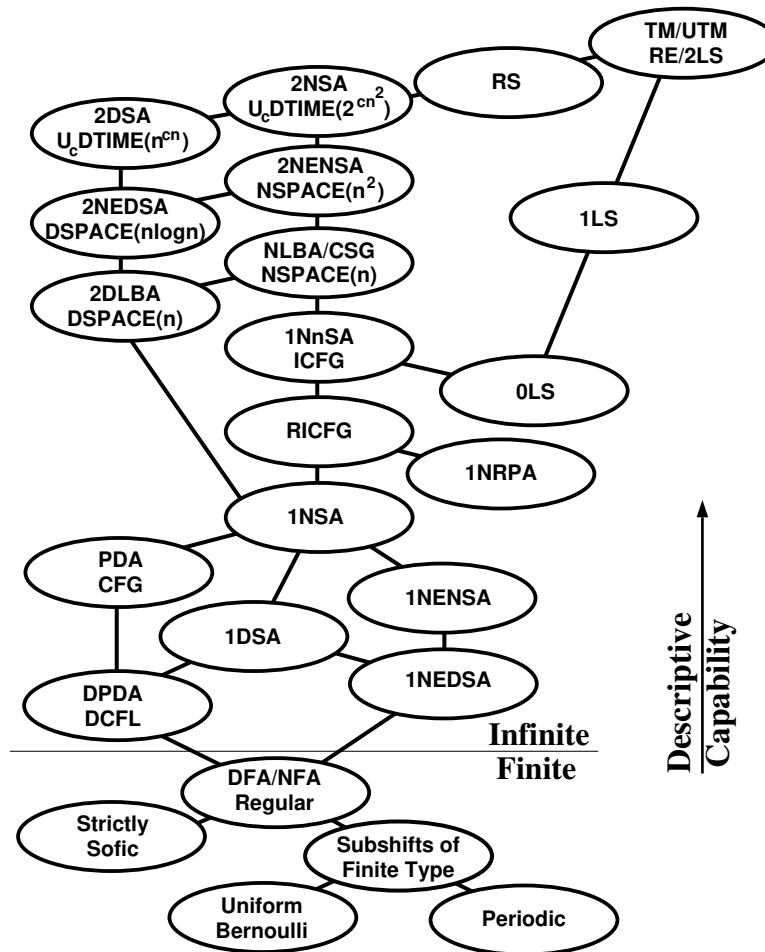 TM/UTM
RE/2LS
RS
2NSA
UcDTIME(2^cn^2)
2DSA
UcDTIME(n^cn)
2NENSA
NSPACE(n^2)
2NEDSA
DSPACE(nlogn)
1LS
NLBA/CSG
NSPACE(n)
2DLBA
DSPACE(n)
1NnSA
ICFG
0LS
RICFG
1NRPA
1NSA
PDA
CFG
1NENSA
1DSA
1NEDSA
DPDA
DCFL
Descriptive
Capability
Infinite
Finite
DFA/NFA
Regular
Strictly
Sofic
Subshifts of
Finite Type
Uniform
Bernoulli
Periodic